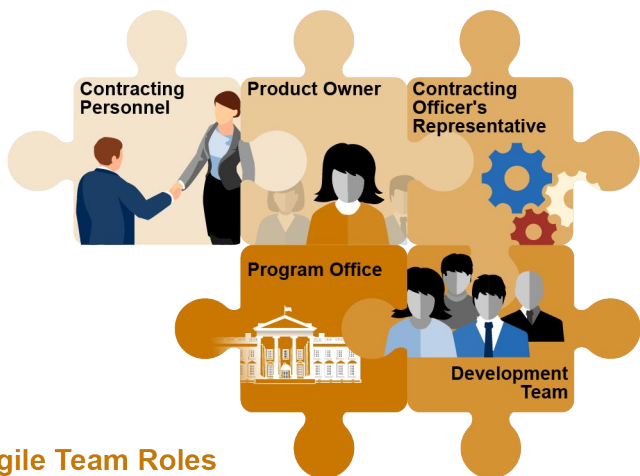 Contracting
Personnel
Product Owner
Contracting
Officer's
Representative
Program Office
Development
Team
gile Team Roles